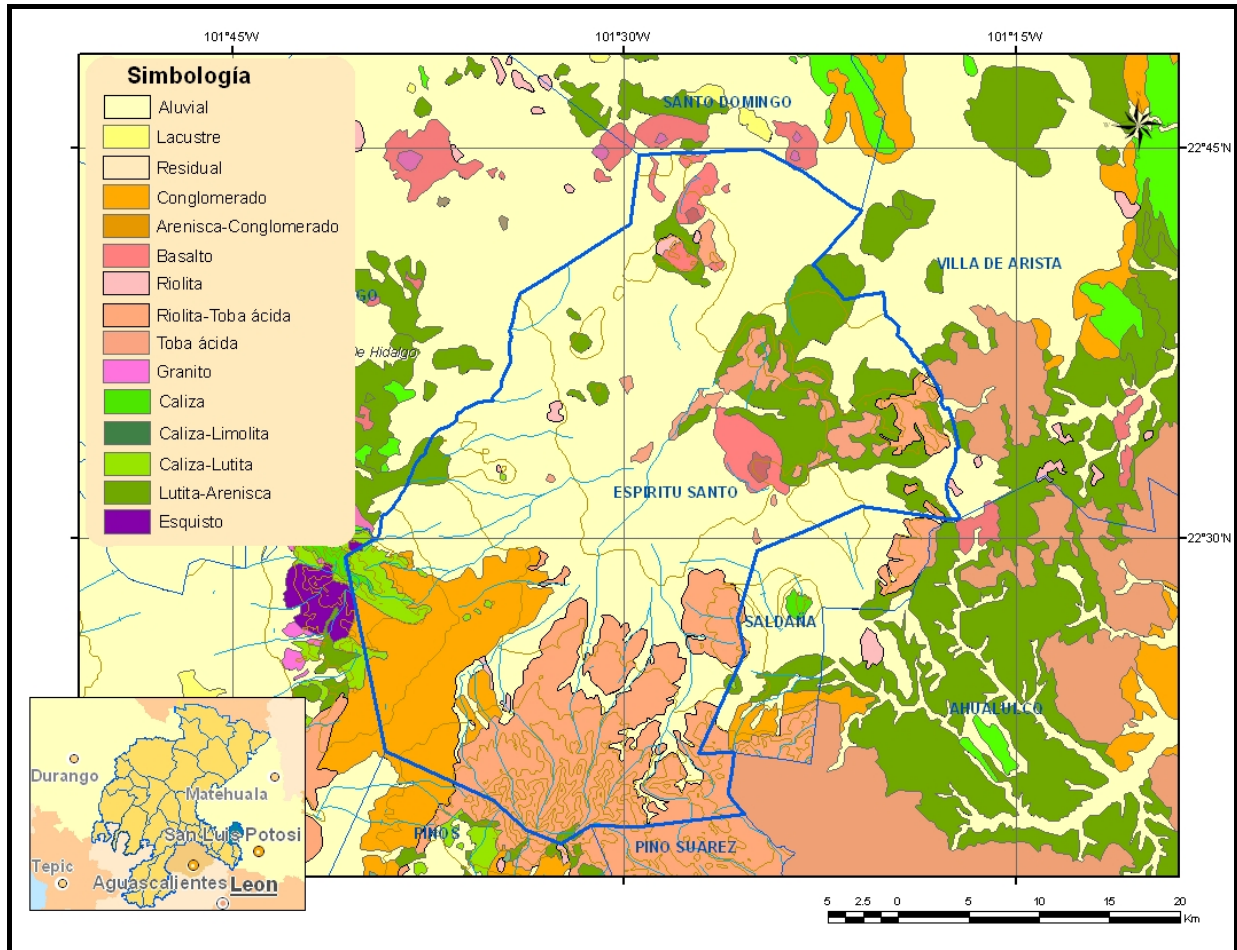 101°45'W
101°30'W
101°15'W
Simbología
Aluvial
Lacustre
Residual
Conglomerado
Arenisca-Conglomerado
Basalto
Riolita
Riolita-Toba ácida
Toba ácida
Granito
Caliza
Caliza-Limolita
Caliza-Lutita
Lutita-Arenisca
Esquisto
SANTO DOMINGO
22°45'N
VILLA DE ARISTA
GO
de Hidalgo
ESPIRITU SANTO
22°30'N
SALDAÑA
AHUALULCO
PINOS
PINO SUAREZ
Durango
Matehuala
San Luis Potosi
Tepic
Aguascalientes
Leon
5 2.5 0 5 10 15 20
Km